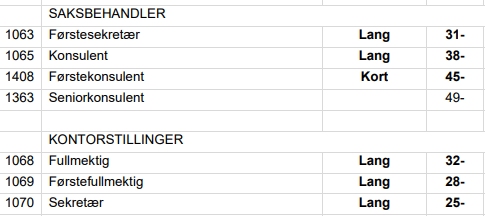 SAKSBEHANDLER
1063 Førstesekretær Lang 31-
1065 Konsulent Lang 38-
1408 Førstekonsulent Kort 45-
1363 Seniorkonsulent 49-
KONTORSTILLINGER
1068 Fullmektig Lang 32-
1069 Førstefullmektig Lang 28-
1070 Sekretær Lang 25-